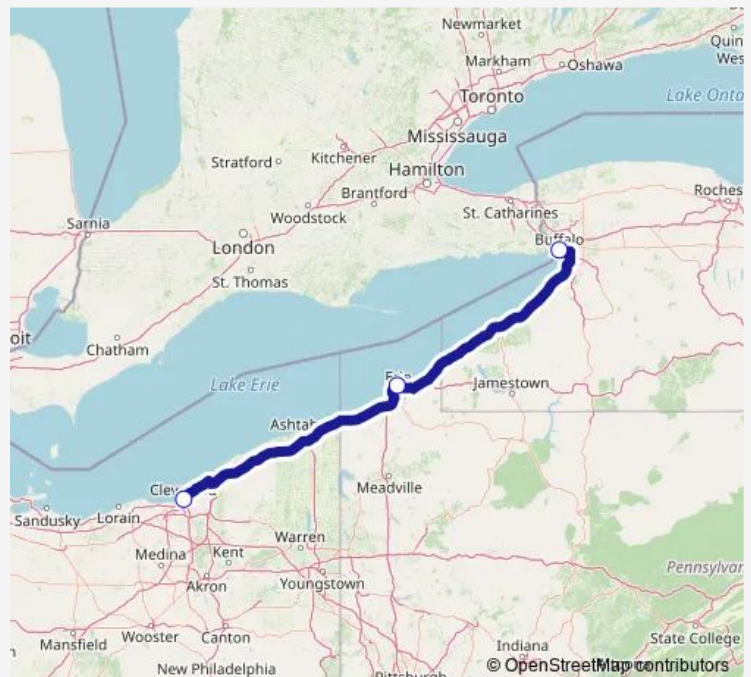 Newmarket
Quin
Wes
Markham
Oshawa
Toronto
Lake Onta
Mississauga
Stratford
Kitchener
Hamilton
Brantford
Roches
Woodstock
St. Catharines
Sarnia
London
Buffalo
St. Thomas
oit
Chatham
Lake Erie
Erie
Jamestown
Ashtab
Meadville
Sandusky
Lorain
Warren
Medina
Kent
Akron
Youngstown
Pennsylvan
Mansfield
Wooster
Canton
State College
Indiana
New Philadelphia
© OpenStreetMap contributors